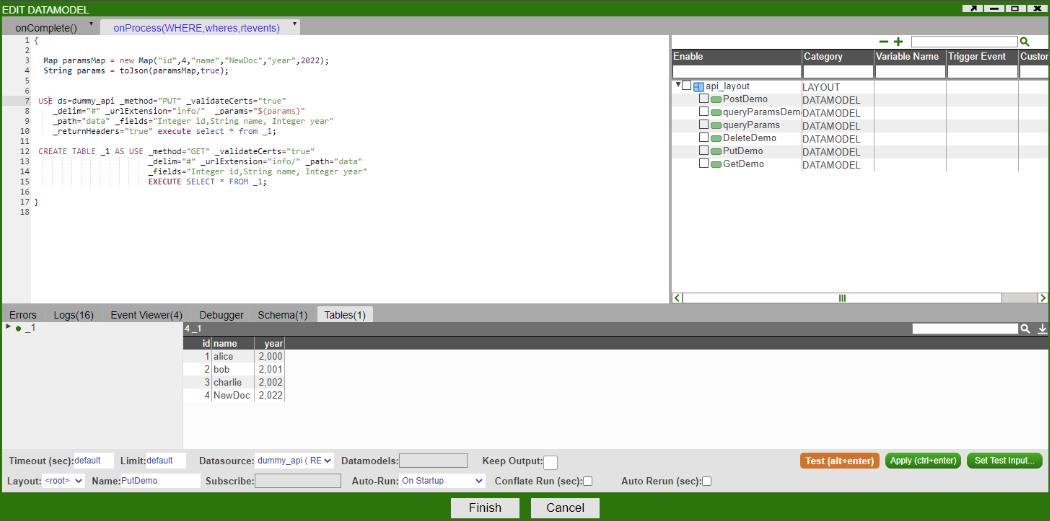 EDIT DATAMODEL
onComplete() onProcess(WHERE,wheres,rtevents)
1 {
2
3 Map paramsMap = new Map("id",4,"name","NewDoc","year",2022);
4 String params = toJson(paramsMap,true);
5
6
7 USE ds=dummy_api _method="PUT" _validateCerts="true"
8 _delim="#" _urlExtension="info/" _params="${params}"
9 _path="data" _fields="Integer id,String name, Integer year"
10 _returnHeaders="true" execute select * from _1;
11
12 CREATE TABLE _1 AS USE _method="GET" _validateCerts="true"
13 _delim="#" _urlExtension="info/" _path="data"
14 _fields="Integer id,String name, Integer year"
15 EXECUTE SELECT * FROM _1;
16
17 }
18
Enable Category Variable Name Trigger Event Custor
api_layout LAYOUT
PostDemo DATAMODEL
queryParamsDem DATAMODEL
queryParams DATAMODEL
DeleteDemo DATAMODEL
PutDemo DATAMODEL
GetDemo DATAMODEL
Errors Logs(16) Event Viewer(4) Debugger Schema(1) Tables(1)
_1
4 _1
id name year
1 alice 2,000
2 bob 2,001
3 charlie 2,002
4 NewDoc 2,022
Timeout (sec): default Limit: default Datasource: dummy_api ( RE Datamodels: Keep Output: Test (alt+enter) Apply (ctrl+enter) Set Test Input...
Layout: <root> Name: PutDemo Subscribe: Auto-Run: On Startup Conflate Run (sec): Auto Rerun (sec):
Finish Cancel